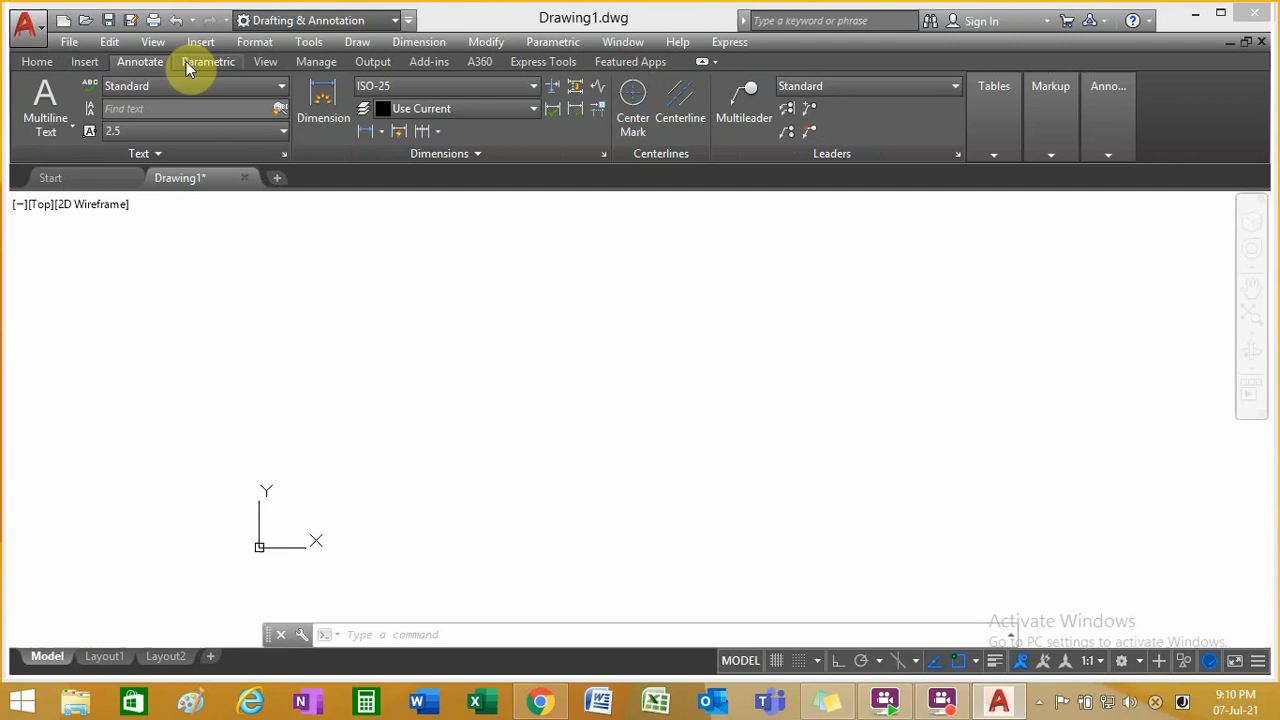 Drafting & Annotation
Drawing1.dwg
Type a keyword or phrase
Sign In
File Edit View Insert Format Tools Draw Dimension Modify Parametric Window Help Express
Home Insert Annotate Parametric View Manage Output Add-ins A360 Express Tools Featured Apps
A
Multiline Text
ABC
Standard
Find text
2.5
Text
Dimension
ISO-25
Use Current
Dimensions
Center Mark
Centerline
Centerlines
Multileader
Standard
Leaders
Tables
Markup
Anno...
Start
Drawing1*
[−][Top][2D Wireframe]
Y
X
Type a command
Activate Windows
Go to PC settings to activate Windows.
Model Layout1 Layout2
MODEL
1:1
9:10 PM
07-Jul-21